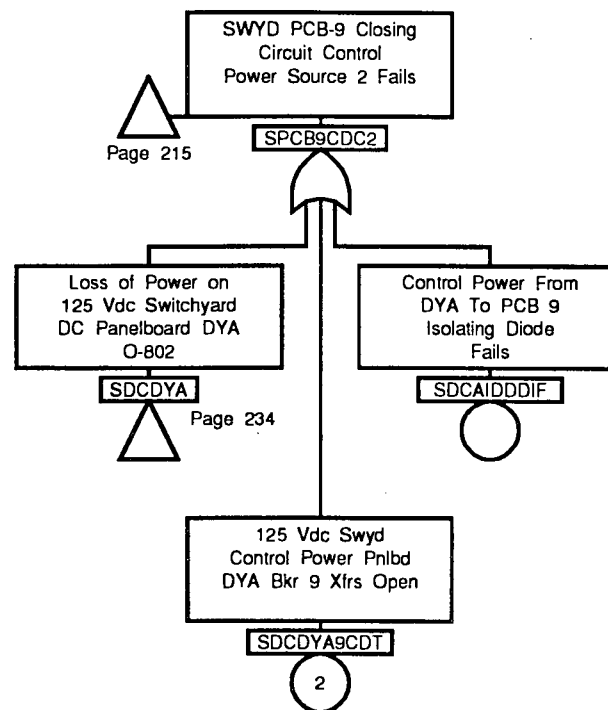 SWYD PCB-9 Closing
Circuit Control
Power Source 2 Fails
Page 215
SPCB9CDC2
Loss of Power on
125 Vdc Switchyard
DC Panelboard DYA
O-802
SDCDYA
Page 234
Control Power From
DYA To PCB 9
Isolating Diode
Fails
SDCAIDDDIF
125 Vdc Swyd
Control Power Pnlbd
DYA Bkr 9 Xfrs Open
SDCDYA9CDT
2